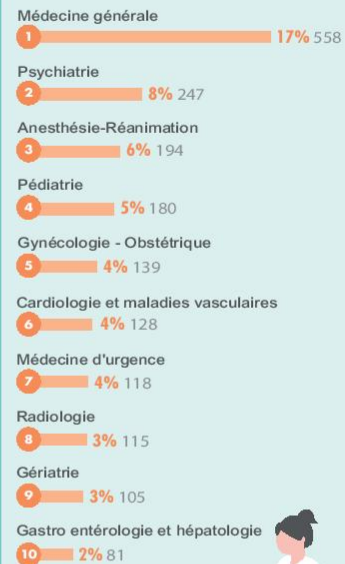 Médecine générale
1 17% 558
Psychiatrie
2 8% 247
Anesthésie-Réanimation
3 6% 194
Pédiatrie
4 5% 180
Gynécologie - Obstétrique
5 4% 139
Cardiologie et maladies vasculaires
6 4% 128
Médecine d'urgence
7 4% 118
Radiologie
8 3% 115
Gériatrie
9 3% 105
Gastro entérologie et hépatologie
10 2% 81